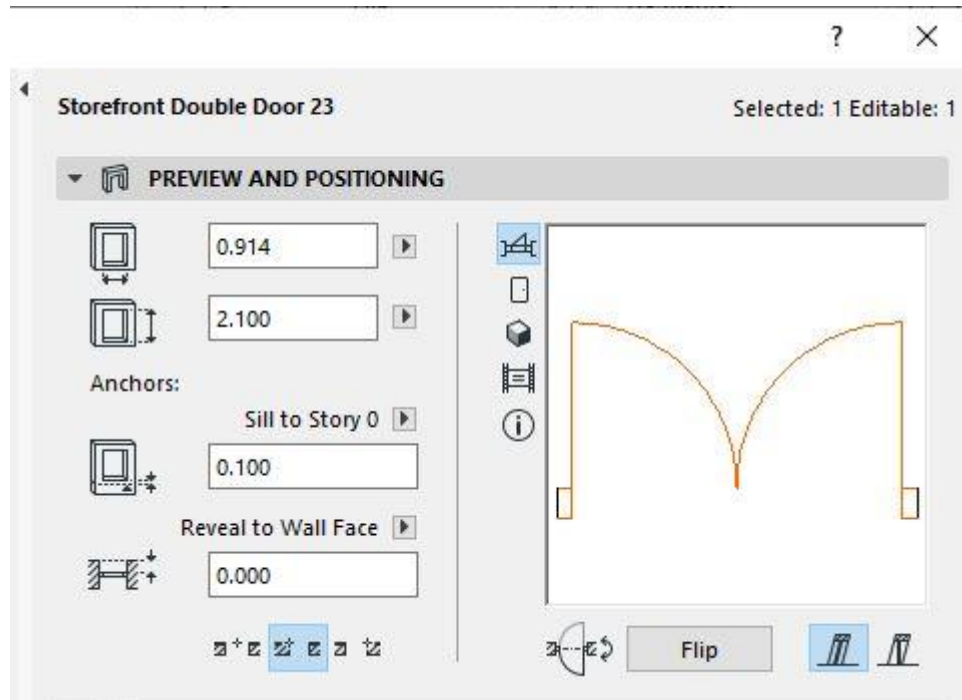 ?
Storefront Double Door 23
Selected: 1 Editable: 1
PREVIEW AND POSITIONING
0.914
2.100
Anchors:
Sill to Story 0
0.100
Reveal to Wall Face
0.000
Flip